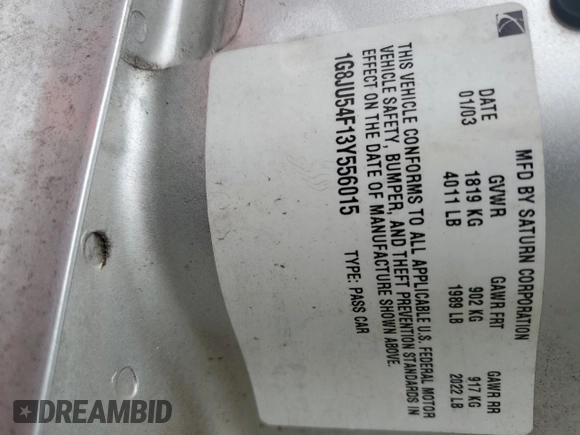 MFD BY SATURN CORPORATION
DATE GVWR GAWR FRT GAWR RR
01/03 1819 KG 902 KG 917 KG
4011 LB 1989 LB 2022 LB
THIS VEHICLE CONFORMS TO ALL APPLICABLE U.S. FEDERAL MOTOR
VEHICLE SAFETY, BUMPER, AND THEFT PREVENTION STANDARDS IN
EFFECT ON THE DATE OF MANUFACTURE SHOWN ABOVE.
1G8JU54F13Y556015 TYPE: PASS CAR
DREAMBID